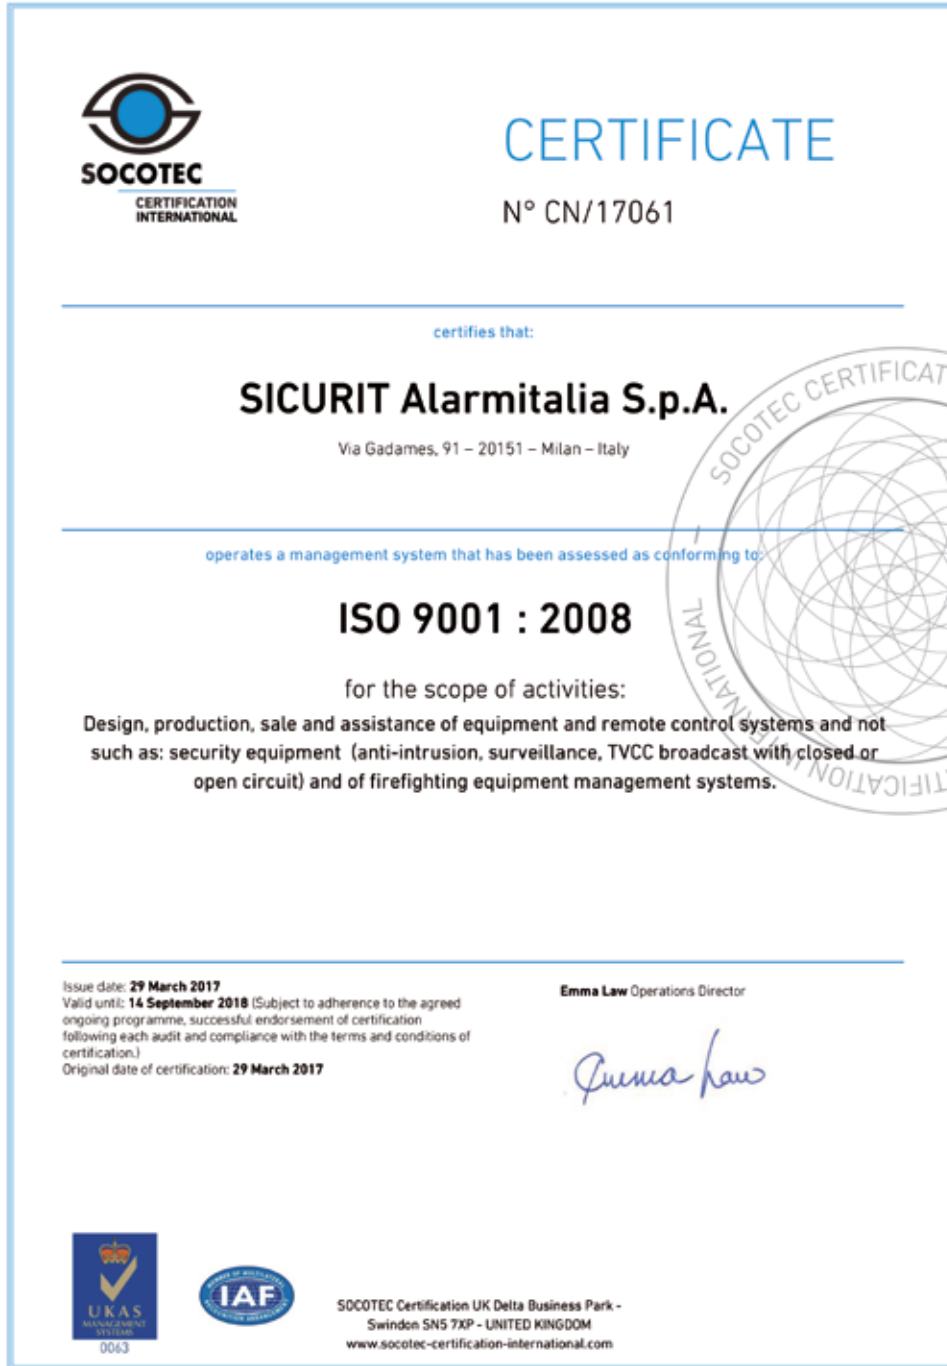 SOCOTEC
CERTIFICATION
INTERNATIONAL
CERTIFICATE
N° CN/17061
certifies that:
SICURIT Alarmitalia S.p.A.
Via Gadames, 91 – 20151 – Milan – Italy
SOCOTEC CERTIFICAT
operates a management system that has been assessed as conforming to:
ISO 9001 : 2008
for the scope of activities:
Design, production, sale and assistance of equipment and remote control systems and not
such as: security equipment (anti-intrusion, surveillance, TVCC broadcast with closed or
open circuit) and of firefighting equipment management systems.
RTIFICATION INTERNATIONAL –
Issue date: 29 March 2017
Valid until: 14 September 2018 (Subject to adherence to the agreed
ongoing programme, successful endorsement of certification
following each audit and compliance with the terms and conditions of
certification.)
Original date of certification: 29 March 2017
Emma Law Operations Director
Emma Law
UKAS
MANAGEMENT
SYSTEMS
0063
MEMBER OF MULTILATERAL
IAF
RECOGNITION ARRANGEMENT
SOCOTEC Certification UK Delta Business Park -
Swindon SN5 7XP - UNITED KINGDOM
www.socotec-certification-international.com